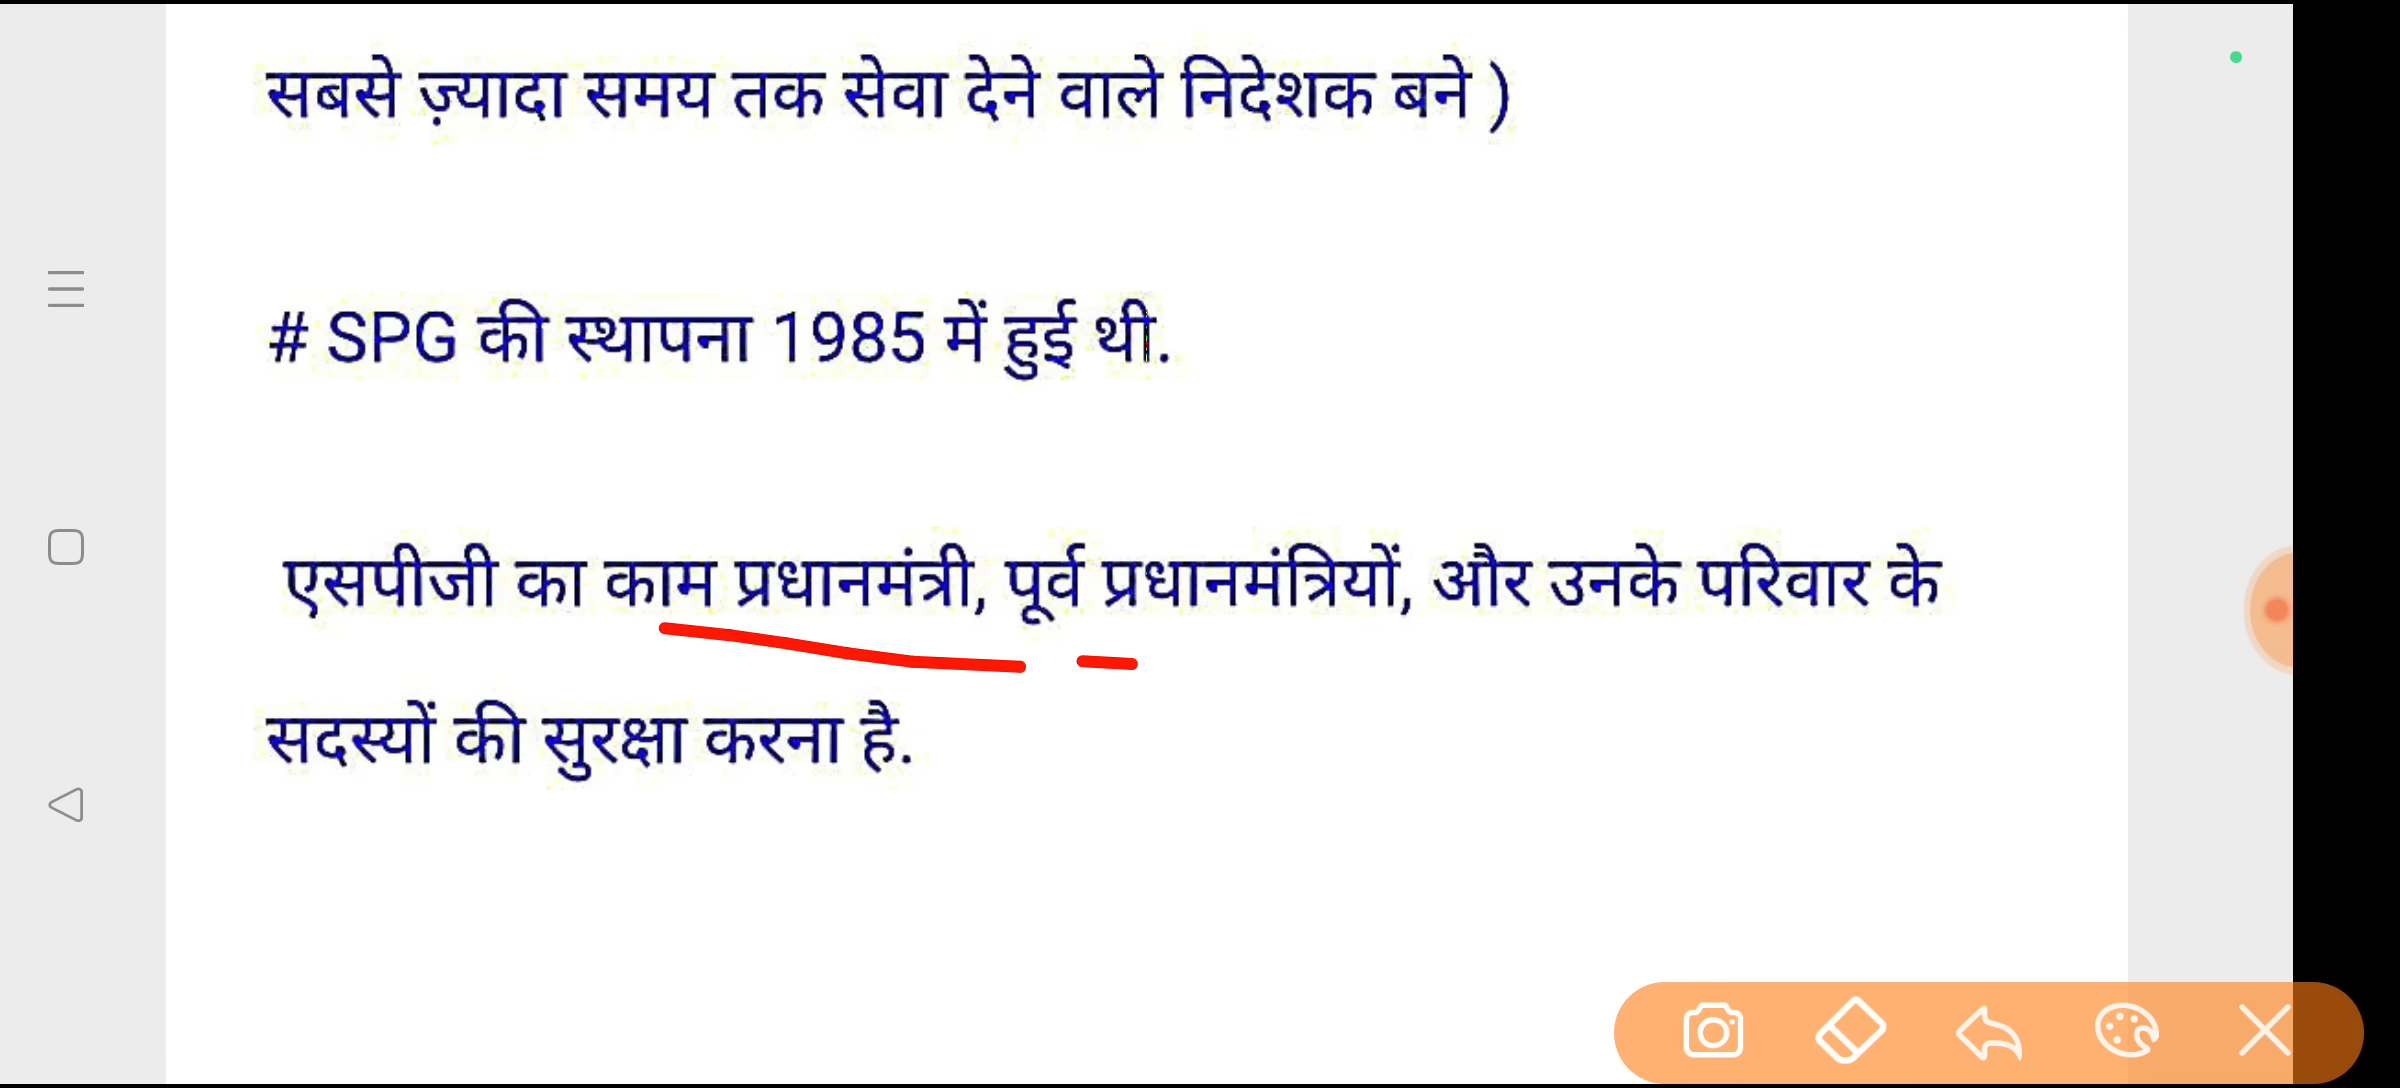 सबसे ज़्यादा समय तक सेवा देने वाले निदेशक बने )
# SPG की स्थापना 1985 में हुई थी.
एसपीजी का काम प्रधानमंत्री, पूर्व प्रधानमंत्रियों, और उनके परिवार के
सदस्यों की सुरक्षा करना है.